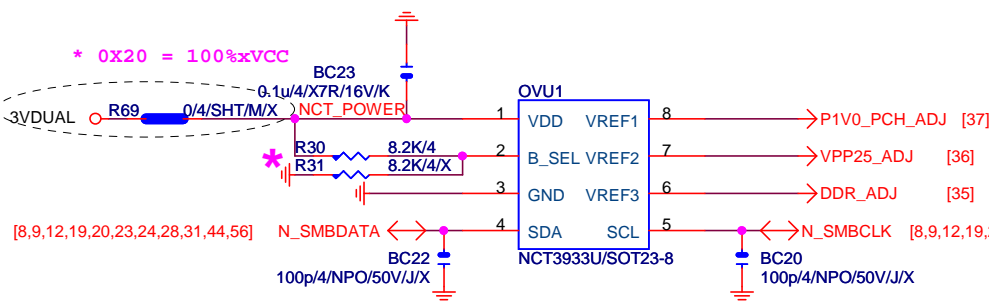 * 0X20 = 100%xVCC
BC23
0.1u/4/X7R/16V/K
3VDUAL
R69
0/4/SHT/M/X
NCT_POWER
OVU1
1
VDD
VREF1
8
P1V0_PCH_ADJ [37]
*
R30
8.2K/4
2
B_SEL
VREF2
7
VPP25_ADJ [36]
R31
8.2K/4/X
3
GND
VREF3
6
DDR_ADJ [35]
[8,9,12,19,20,23,24,28,31,44,56]
N_SMBDATA
4
SDA
SCL
5
N_SMBCLK
[8,9,12,19,
BC22
100p/4/NPO/50V/J/X
NCT3933U/SOT23-8
BC20
100p/4/NPO/50V/J/X